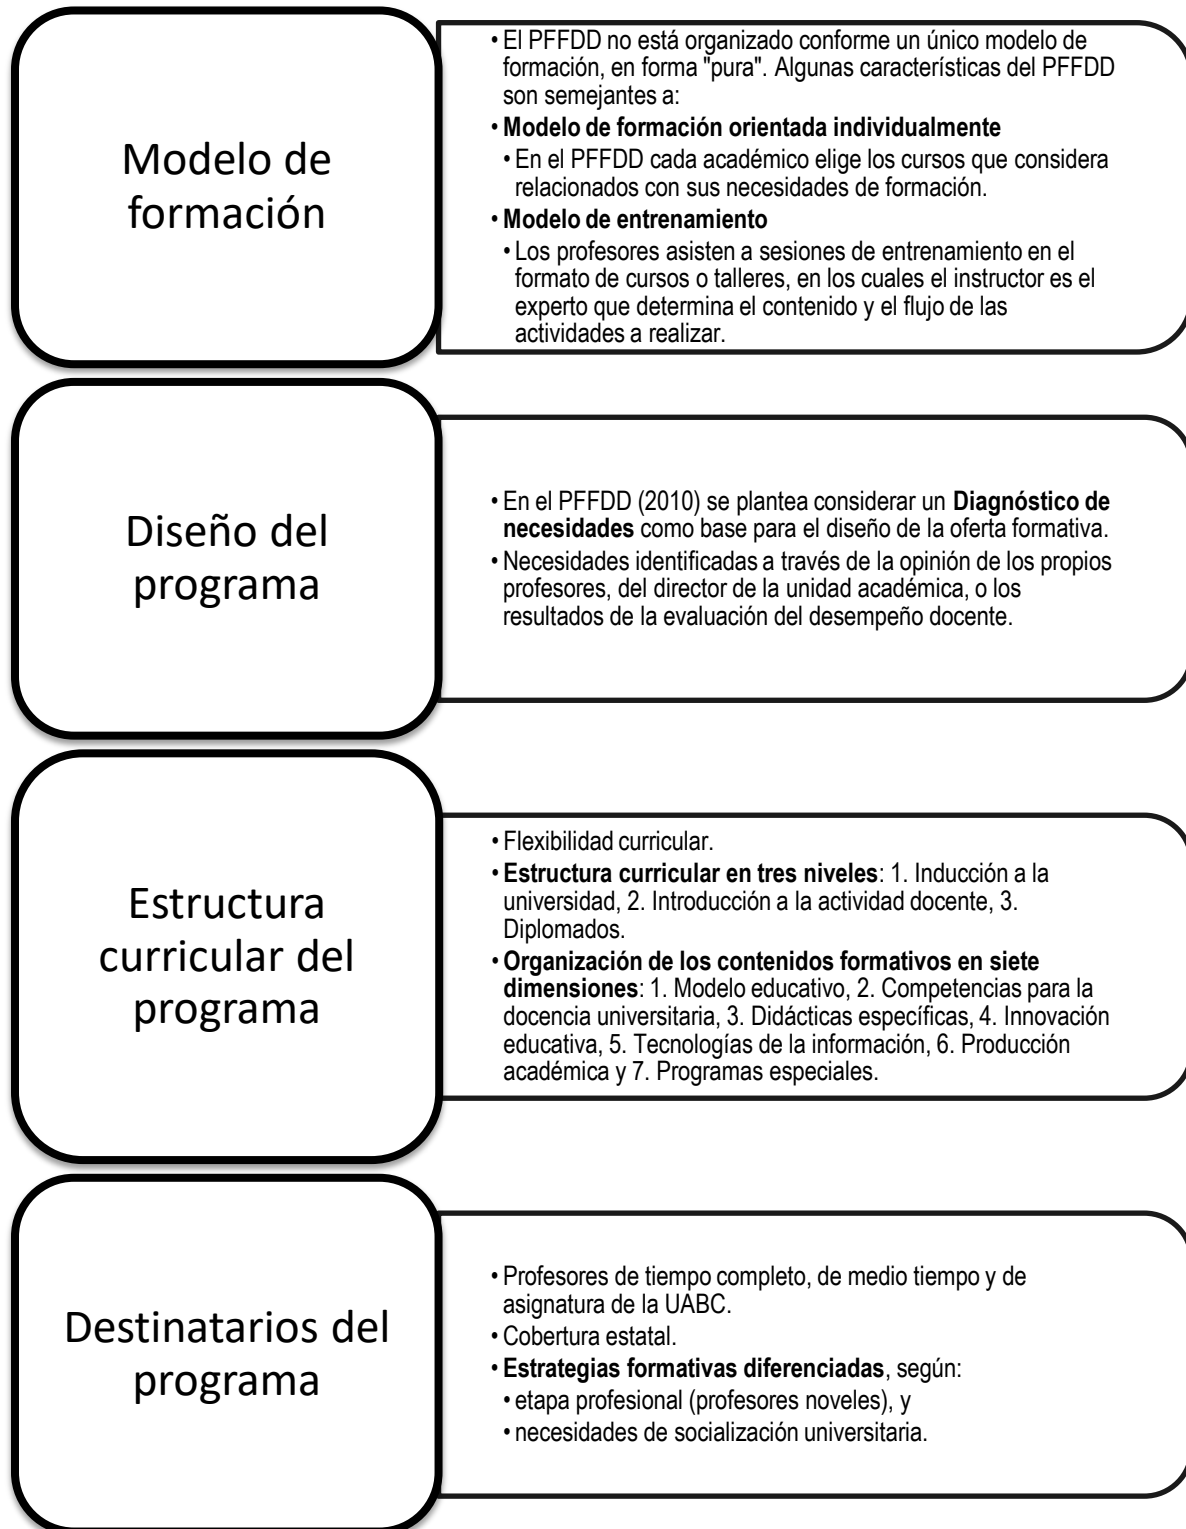 Modelo de
formación
• El PFFDD no está organizado conforme un único modelo de
formación, en forma "pura". Algunas características del PFFDD
son semejantes a:
• Modelo de formación orientada individualmente
• En el PFFDD cada académico elige los cursos que considera
relacionados con sus necesidades de formación.
• Modelo de entrenamiento
• Los profesores asisten a sesiones de entrenamiento en el
formato de cursos o talleres, en los cuales el instructor es el
experto que determina el contenido y el flujo de las
actividades a realizar.
Diseño del
programa
• En el PFFDD (2010) se plantea considerar un Diagnóstico de
necesidades como base para el diseño de la oferta formativa.
• Necesidades identificadas a través de la opinión de los propios
profesores, del director de la unidad académica, o los
resultados de la evaluación del desempeño docente.
Estructura
curricular del
programa
• Flexibilidad curricular.
• Estructura curricular en tres niveles: 1. Inducción a la
universidad, 2. Introducción a la actividad docente, 3.
Diplomados.
• Organización de los contenidos formativos en siete
dimensiones: 1. Modelo educativo, 2. Competencias para la
docencia universitaria, 3. Didácticas específicas, 4. Innovación
educativa, 5. Tecnologías de la información, 6. Producción
académica y 7. Programas especiales.
Destinatarios del
programa
• Profesores de tiempo completo, de medio tiempo y de
asignatura de la UABC.
• Cobertura estatal.
• Estrategias formativas diferenciadas, según:
• etapa profesional (profesores noveles), y
• necesidades de socialización universitaria.